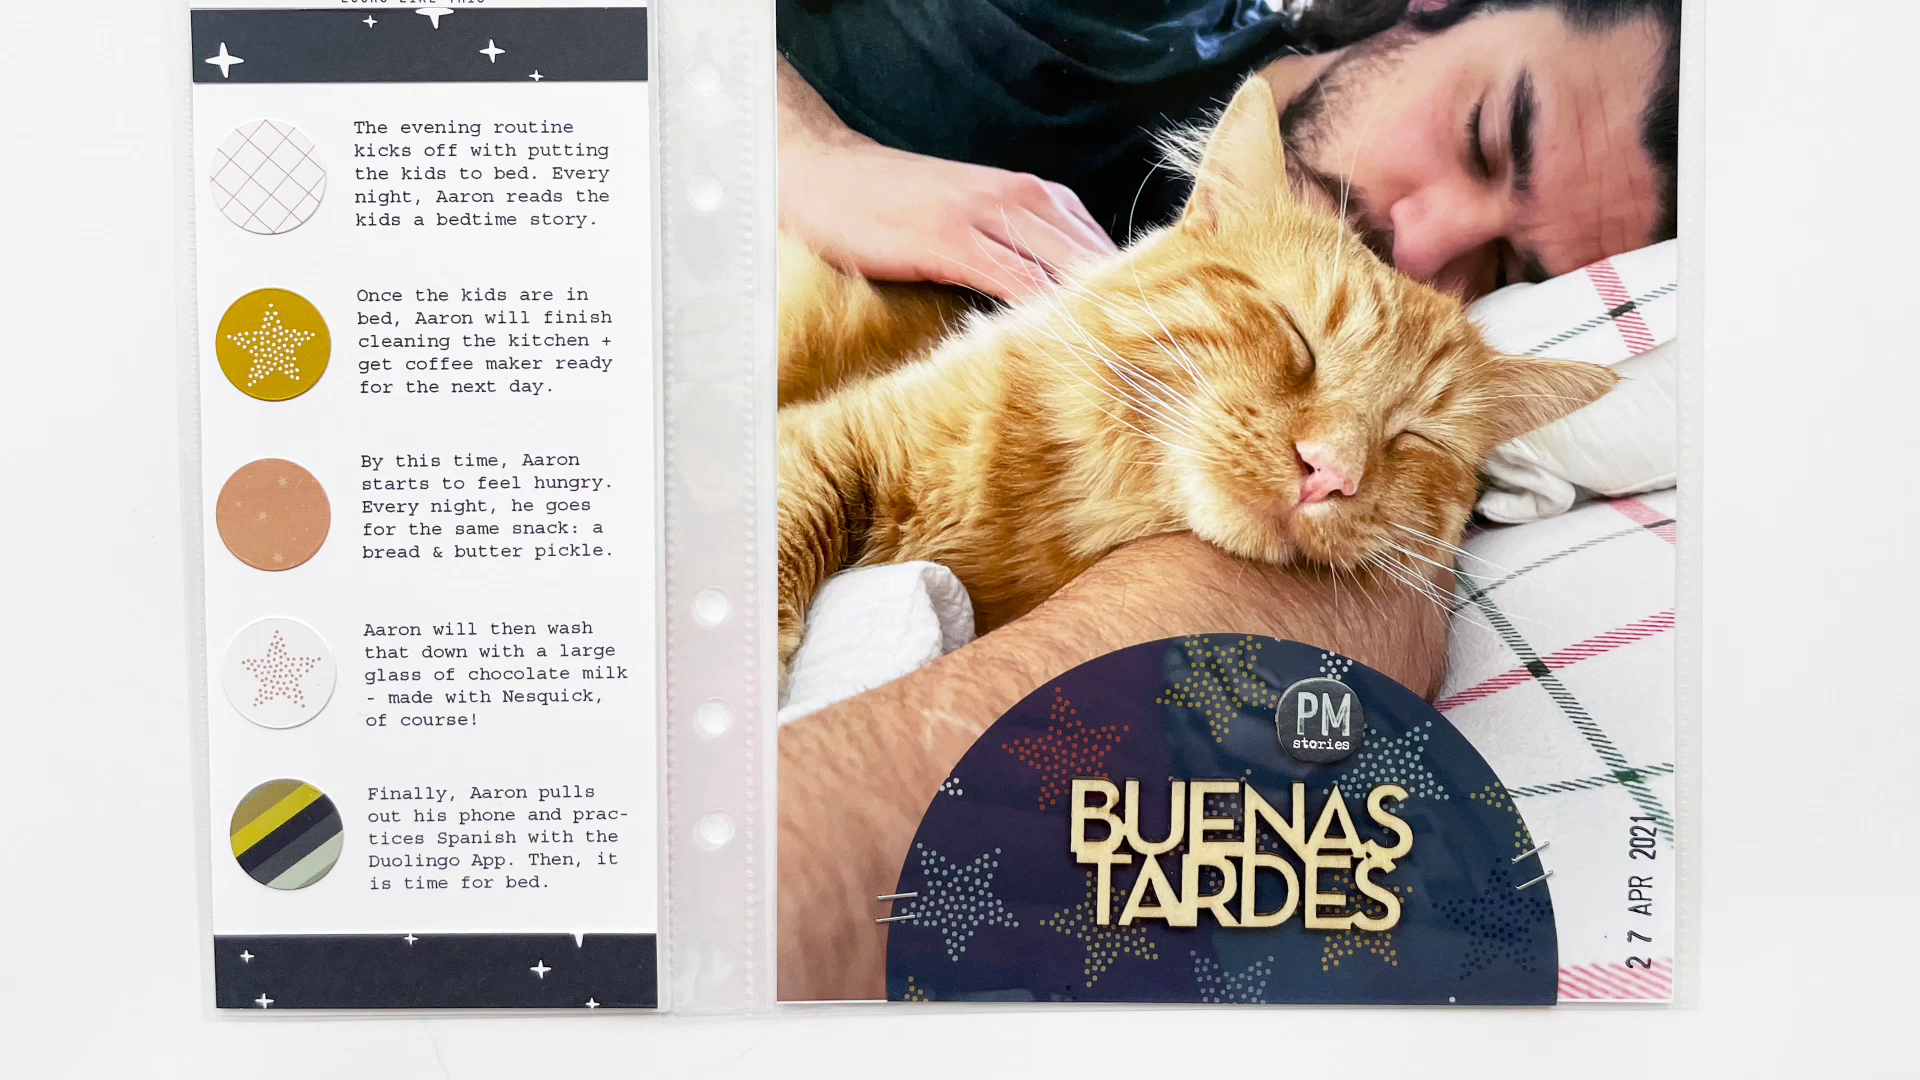 LOOKS LIKE THIS
The evening routine
kicks off with putting
the kids to bed. Every
night, Aaron reads the
kids a bedtime story.
Once the kids are in
bed, Aaron will finish
cleaning the kitchen +
get coffee maker ready
for the next day.
By this time, Aaron
starts to feel hungry.
Every night, he goes
for the same snack: a
bread & butter pickle.
Aaron will then wash
that down with a large
glass of chocolate milk
- made with Nesquick,
of course!
Finally, Aaron pulls
out his phone and prac-
tices Spanish with the
Duolingo App. Then, it
is time for bed.
PM
stories
BUENAS
TARDES
27 APR 2021